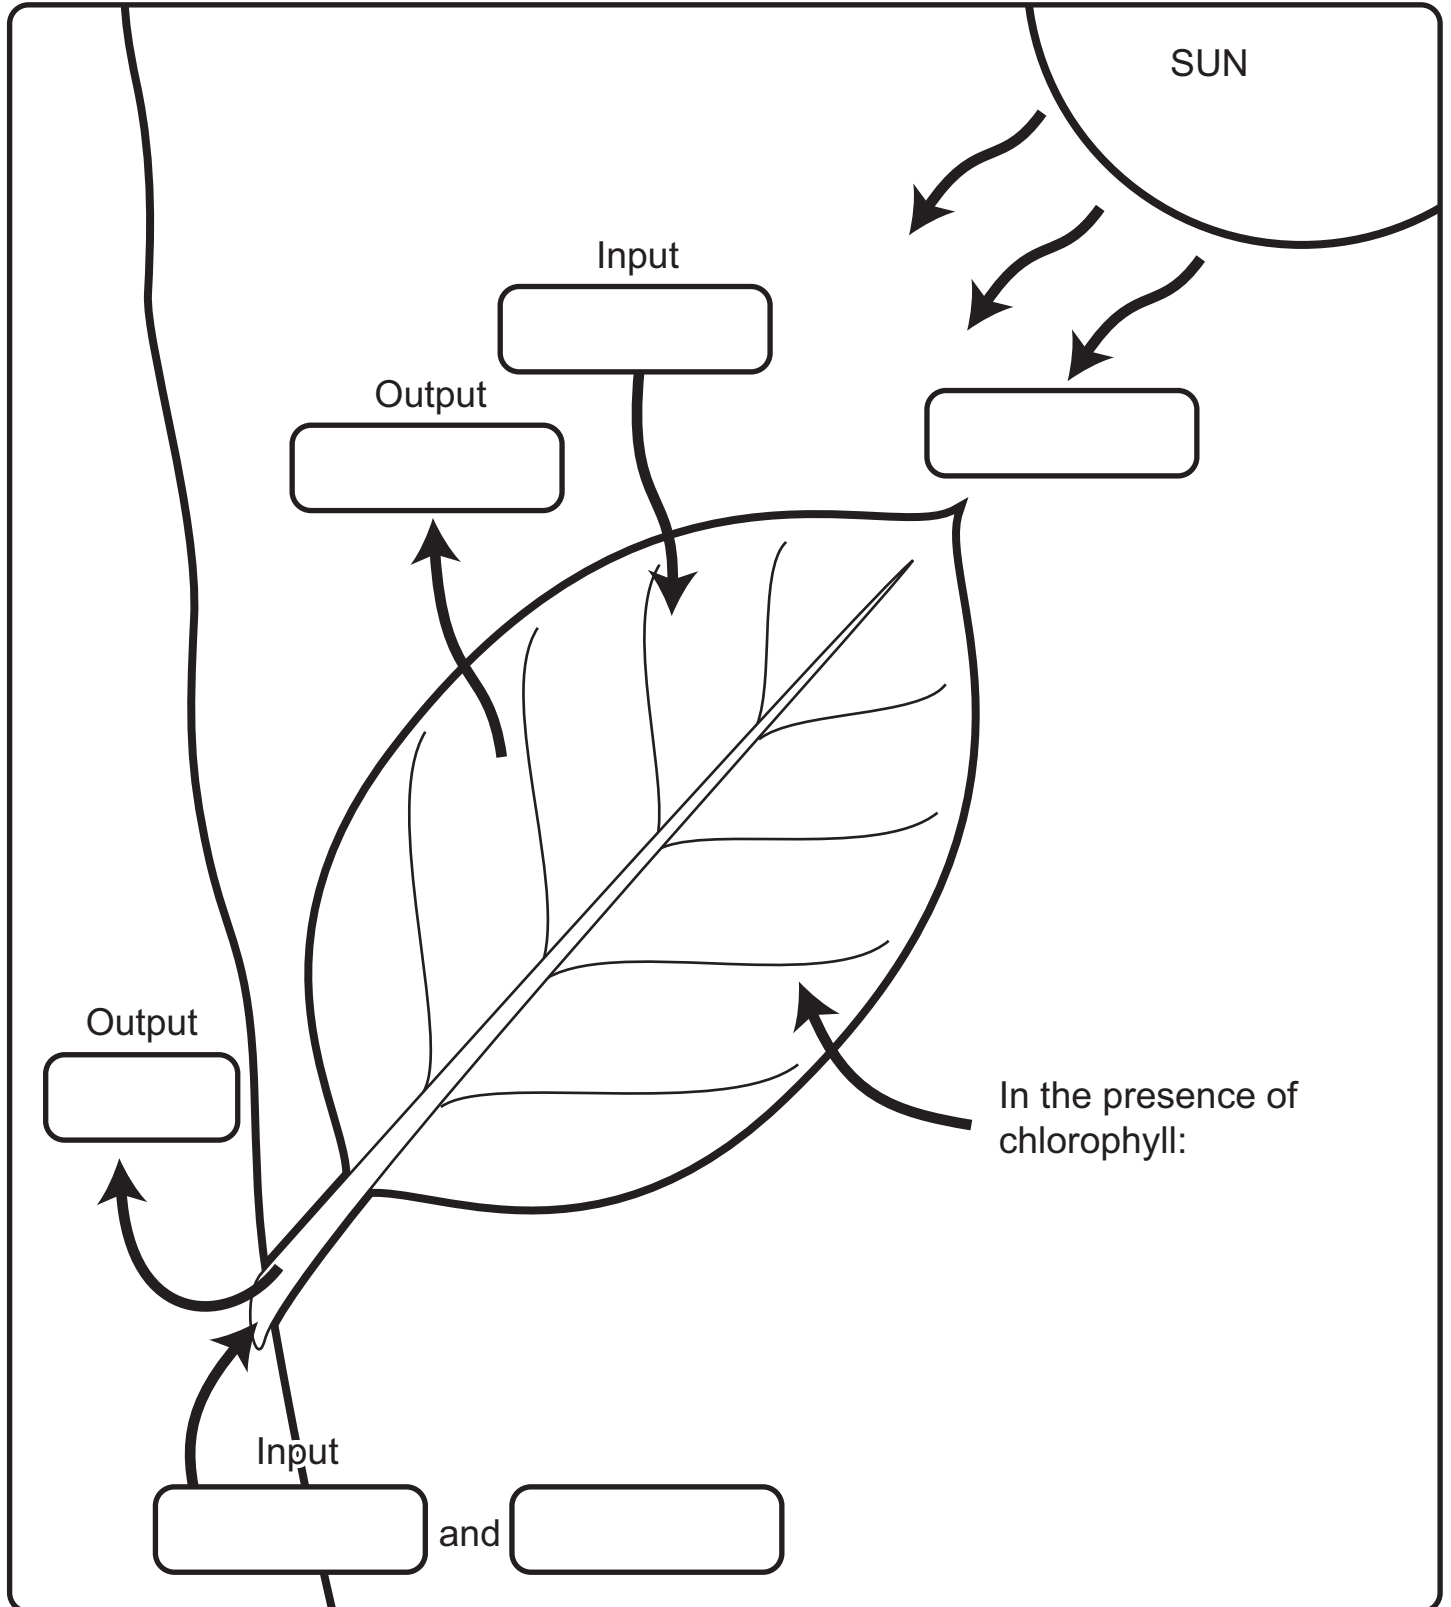 SUN
Input
Output
Output
In the presence of
chlorophyll:
Input
and